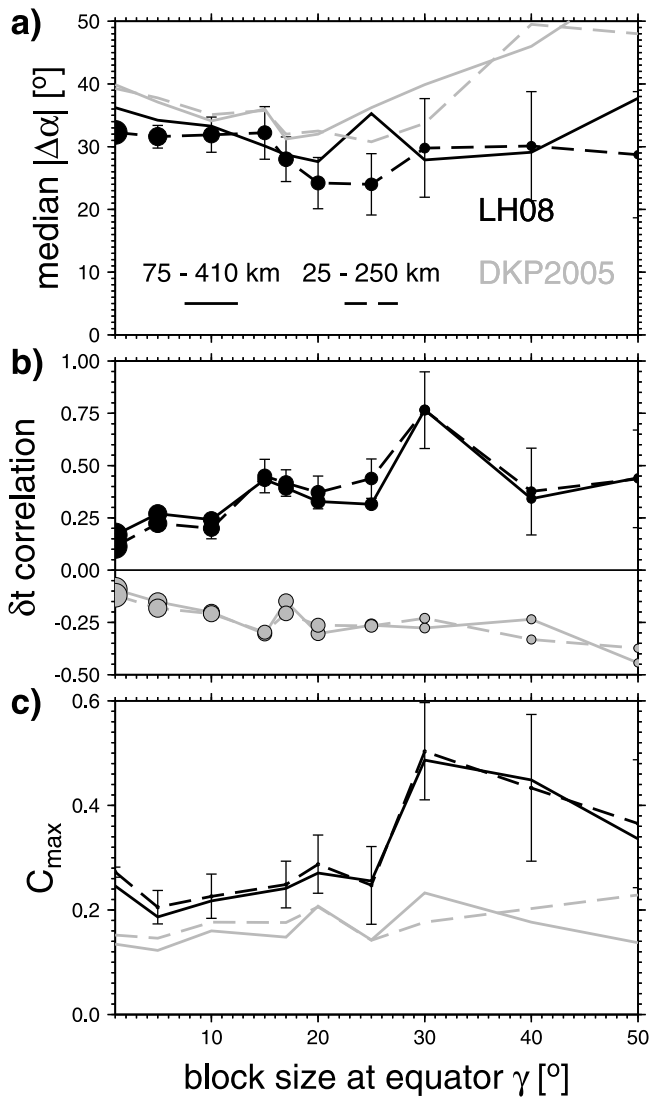 a)
50
40
30
20
10
0
median |Δα| [º]
LH08
75 - 410 km
25 - 250 km
DKP2005
b)
1.00
0.75
0.50
0.25
0.00
-0.25
-0.50
δt correlation
c)
0.6
0.4
0.2
0.0
Cmax
10
20
30
40
50
block size at equator γ [º]